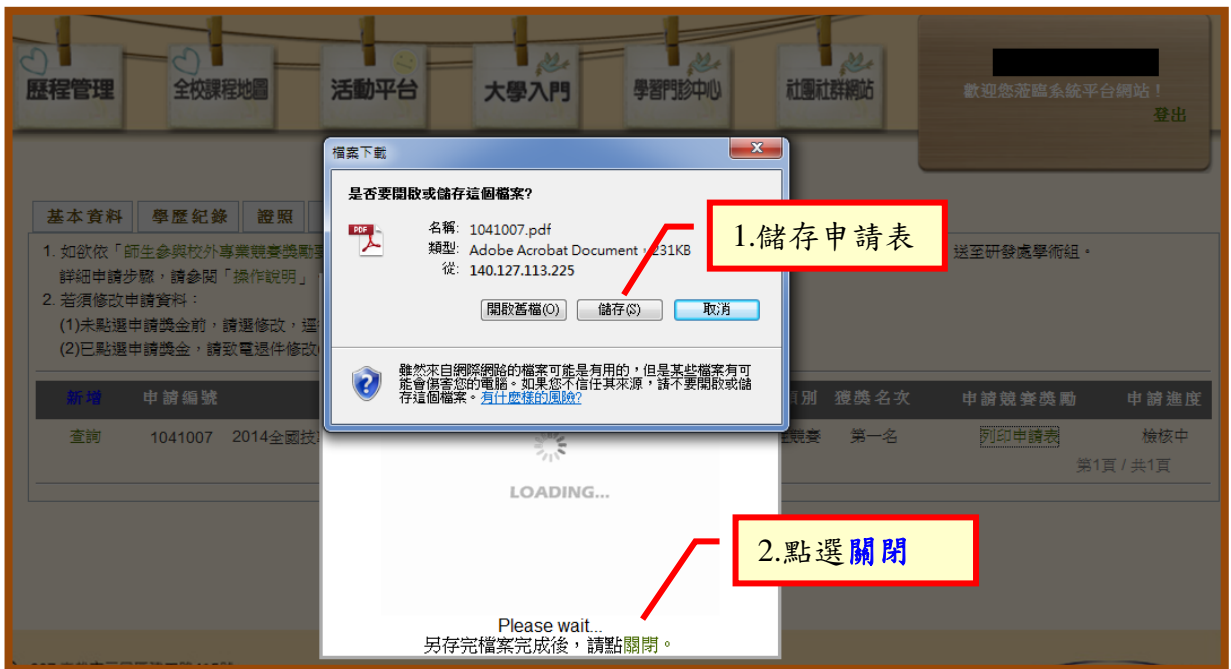 歷程管理
全校課程地圖
活動平台
大學入門
學習門診中心
社團社群網站
歡迎您蒞臨系統平台網站！
登出
檔案下載
是否要開啟或儲存這個檔案?
名稱: 1041007.pdf
類型: Adobe Acrobat Document，231KB
從: 140.127.113.225
開啟舊檔(O) 儲存(S) 取消
雖然來自網際網路的檔案可能是有用的，但是某些檔案有可
能會傷害您的電腦。如果您不信任其來源，請不要開啟或儲
存這個檔案。有什麼樣的風險?
1.儲存申請表
基本資料 學歷紀錄 證照
1. 如欲依「師生參與校外專業競賽獎勵 送至研發處學術組。
詳細申請步驟，請參閱「操作說明」
2. 若須修改申請資料：
(1)未點選申請獎金前，請選修改，
(2)已點選申請獎金，請致電退件修改
新增 申請編號 別 獲獎名次 申請競賽獎勵 申請進度
查詢 1041007 2014全國技 競賽 第一名 列印申請表 檢核中
第1頁 / 共1頁
LOADING...
2.點選關閉
Please wait...
另存完檔案完成後，請點關閉。